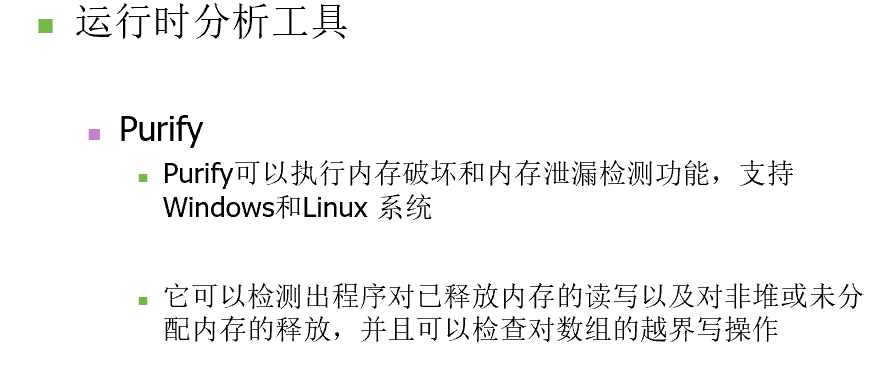 运行时分析工具
Purify
Purify可以执行内存破坏和内存泄漏检测功能，支持
Windows和Linux 系统
它可以检测出程序对已释放内存的读写以及对非堆或未分
配内存的释放，并且可以检查对数组的越界写操作